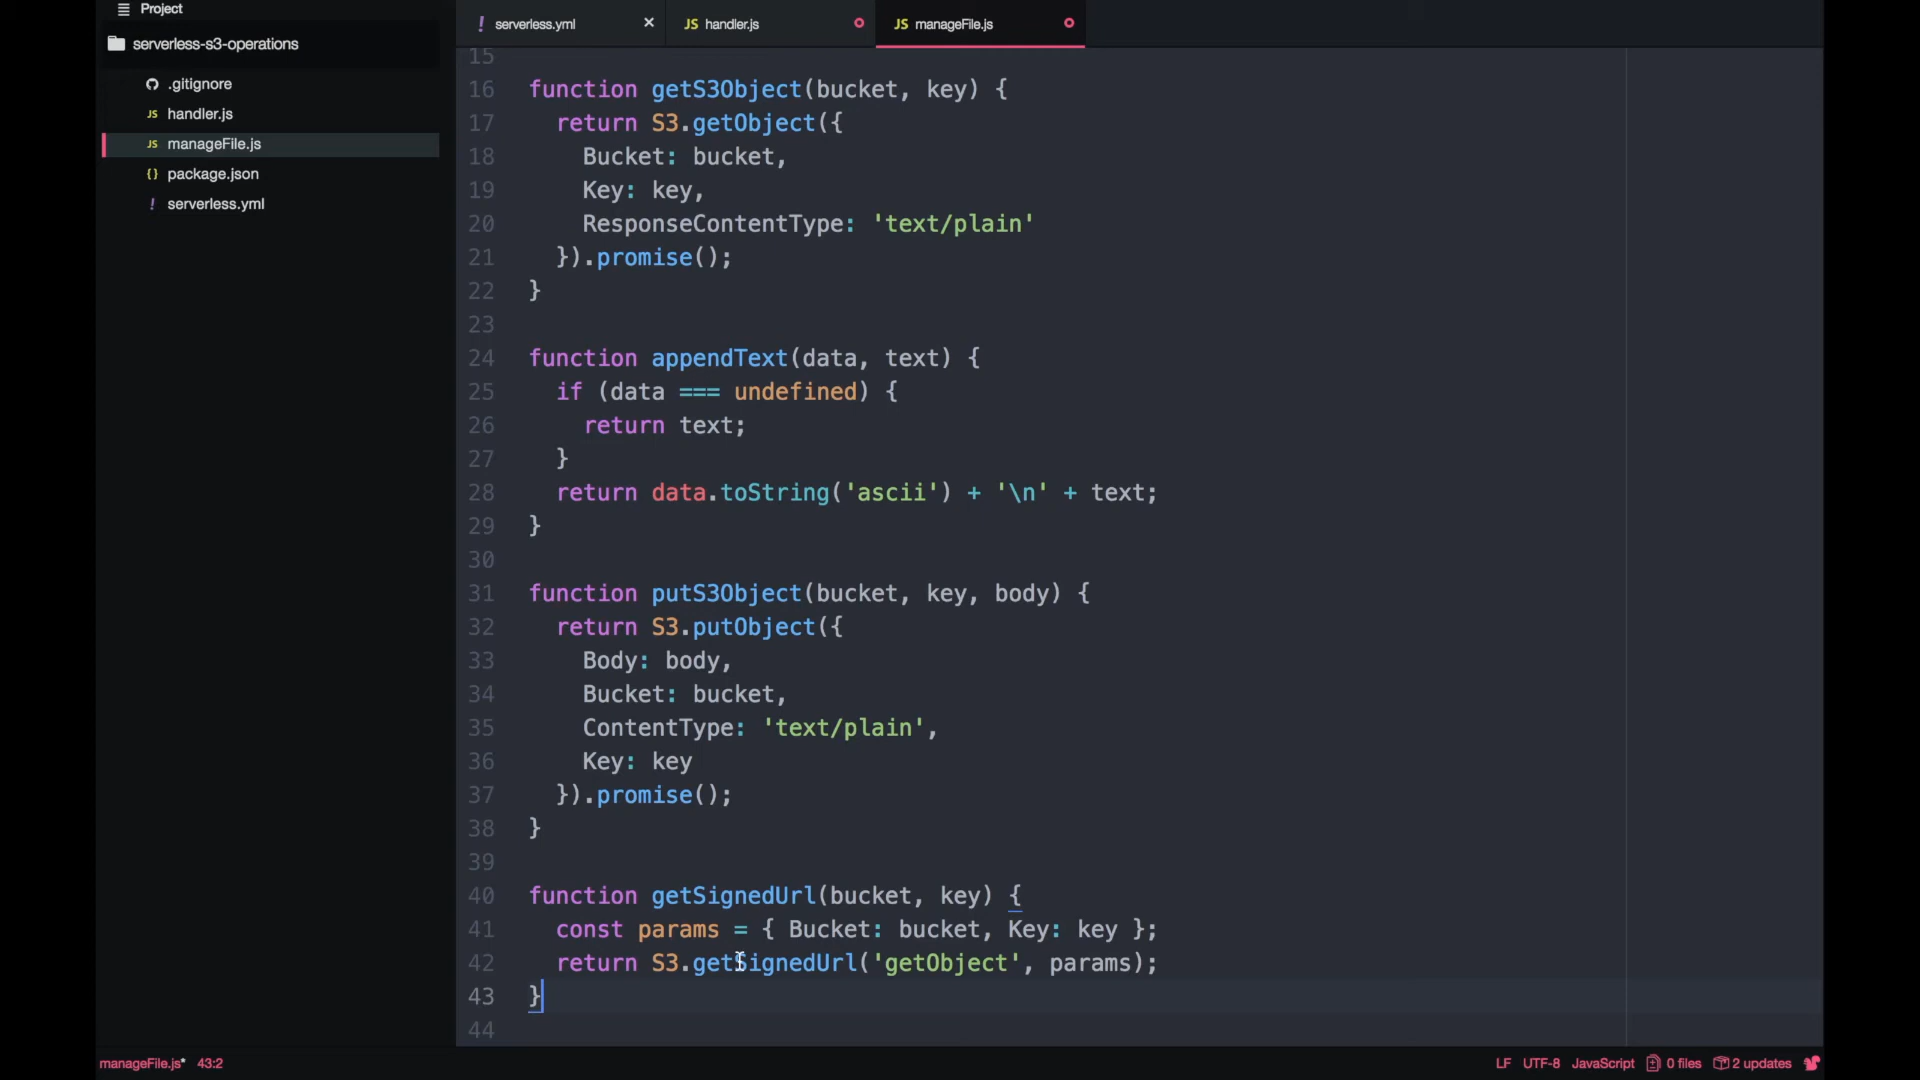 Project
serverless-s3-operations
.gitignore
JS handler.js
JS manageFile.js
{} package.json
! serverless.yml
! serverless.yml ×
JS handler.js
JS manageFile.js
15
16 function getS3Object(bucket, key) {
17   return S3.getObject({
18     Bucket: bucket,
19     Key: key,
20     ResponseContentType: 'text/plain'
21   }).promise();
22 }
23
24 function appendText(data, text) {
25   if (data === undefined) {
26     return text;
27   }
28   return data.toString('ascii') + '\n' + text;
29 }
30
31 function putS3Object(bucket, key, body) {
32   return S3.putObject({
33     Body: body,
34     Bucket: bucket,
35     ContentType: 'text/plain',
36     Key: key
37   }).promise();
38 }
39
40 function getSignedUrl(bucket, key) {
41   const params = { Bucket: bucket, Key: key };
42   return S3.getSignedUrl('getObject', params);
43 }
44
manageFile.js* 43:2 LF UTF-8 JavaScript 0 files 2 updates